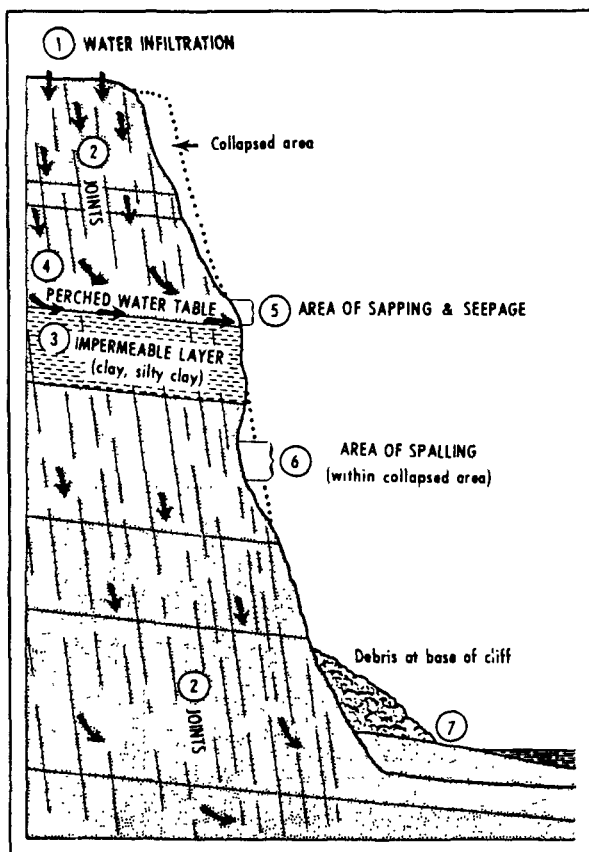 1 WATER INFILTRATION
Collapsed area
2
JOINTS
4
PERCHED WATER TABLE
5 AREA OF SAPPING & SEEPAGE
3 IMPERMEABLE LAYER
(clay, silty clay)
6 AREA OF SPALLING
(within collapsed area)
Debris at base of cliff
2
JOINTS
7